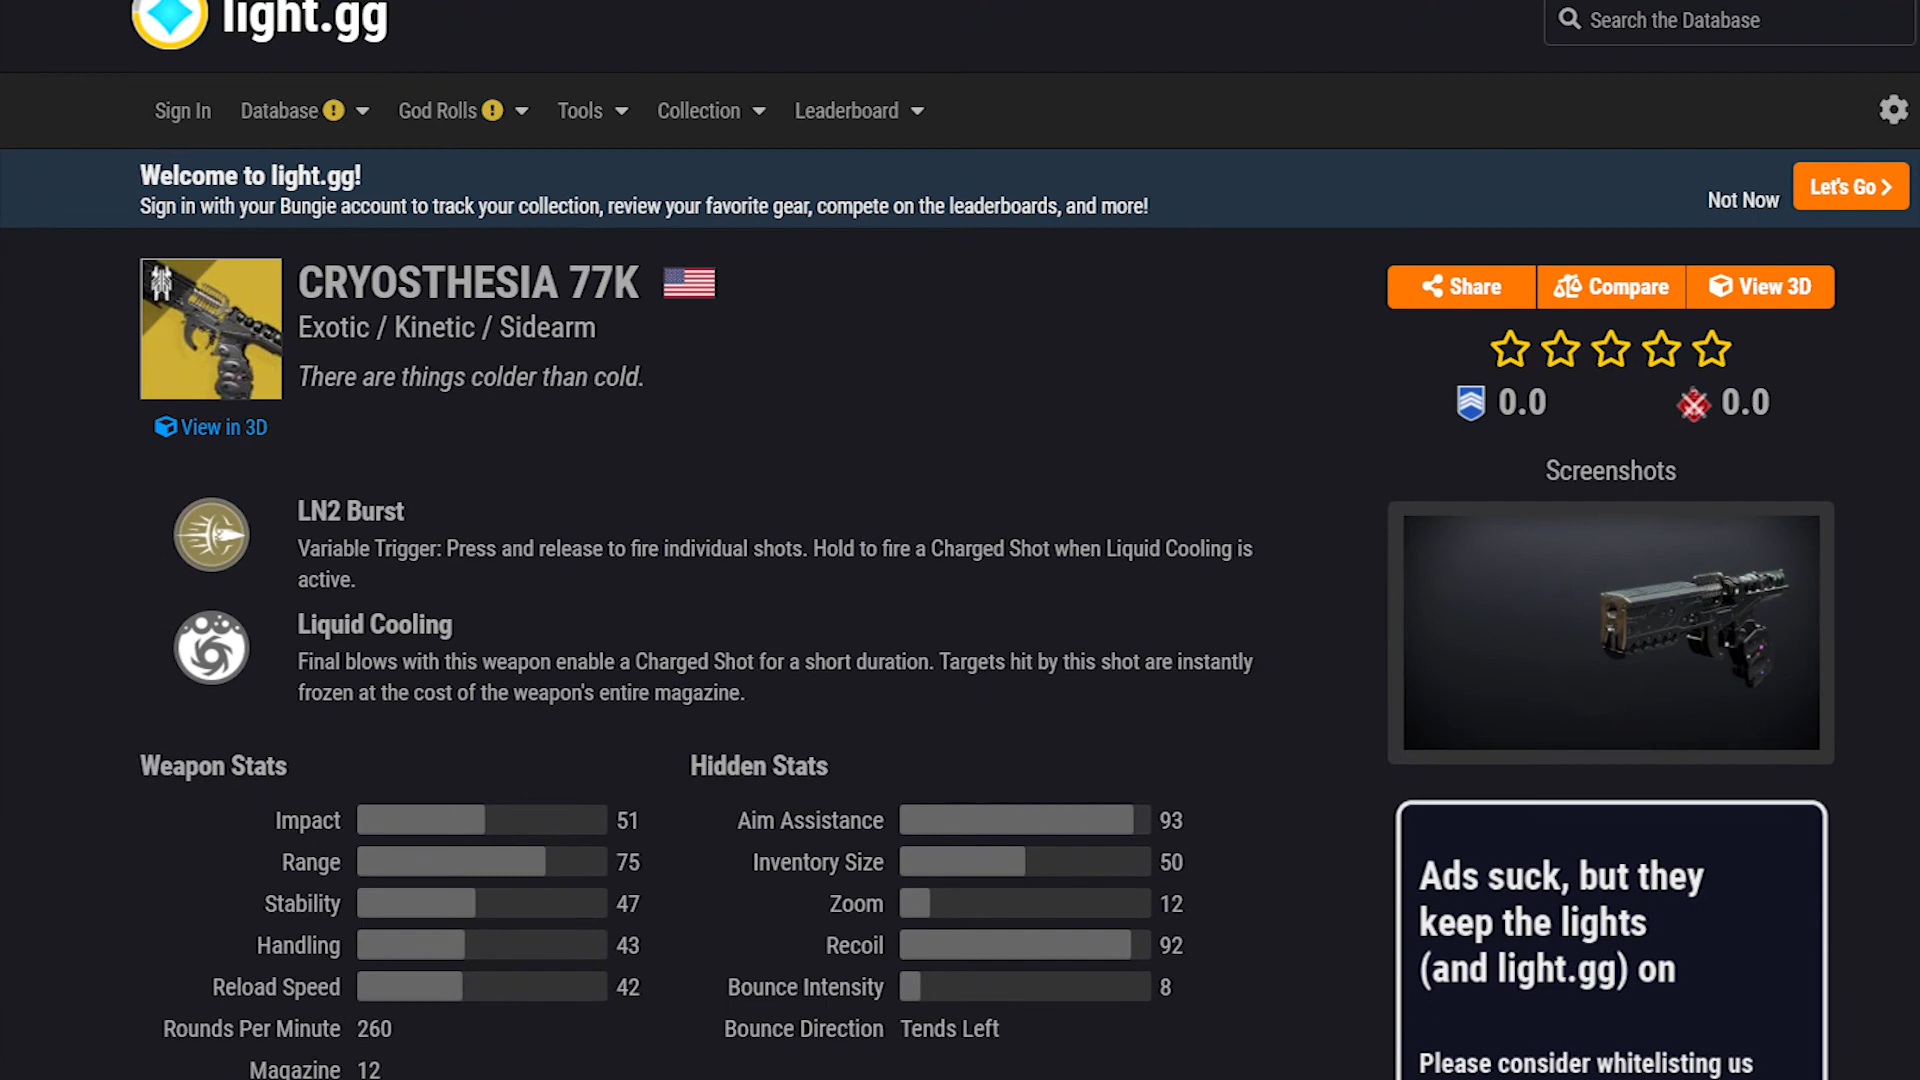 light.gg
Search the Database
Sign In Database ! God Rolls ! Tools Collection Leaderboard
Welcome to light.gg!
Sign in with your Bungie account to track your collection, review your favorite gear, compete on the leaderboards, and more!
Not Now
Let's Go
CRYOSTHESIA 77K
Exotic / Kinetic / Sidearm
There are things colder than cold.
View in 3D
Share Compare View 3D
0.0 0.0
Screenshots
LN2 Burst
Variable Trigger: Press and release to fire individual shots. Hold to fire a Charged Shot when Liquid Cooling is
active.
Liquid Cooling
Final blows with this weapon enable a Charged Shot for a short duration. Targets hit by this shot are instantly
frozen at the cost of the weapon's entire magazine.
Weapon Stats
Impact 51
Range 75
Stability 47
Handling 43
Reload Speed 42
Rounds Per Minute 260
Magazine 12
Hidden Stats
Aim Assistance 93
Inventory Size 50
Zoom 12
Recoil 92
Bounce Intensity 8
Bounce Direction Tends Left
Ads suck, but they
keep the lights
(and light.gg) on
Please consider whitelisting us